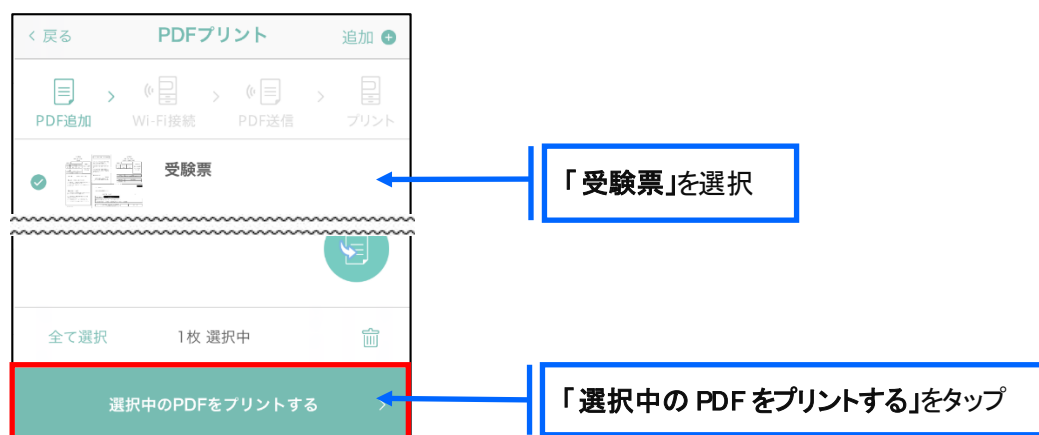 戻る PDFプリント 追加
PDF追加 Wi-Fi接続 PDF送信 プリント
受験票
「受験票」を選択
全て選択 1枚 選択中
選択中のPDFをプリントする
「選択中の PDF をプリントする」をタップ